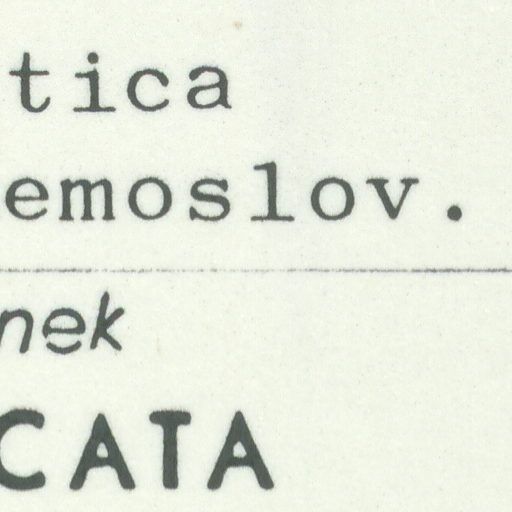 tica
emoslov.
nek
CATA